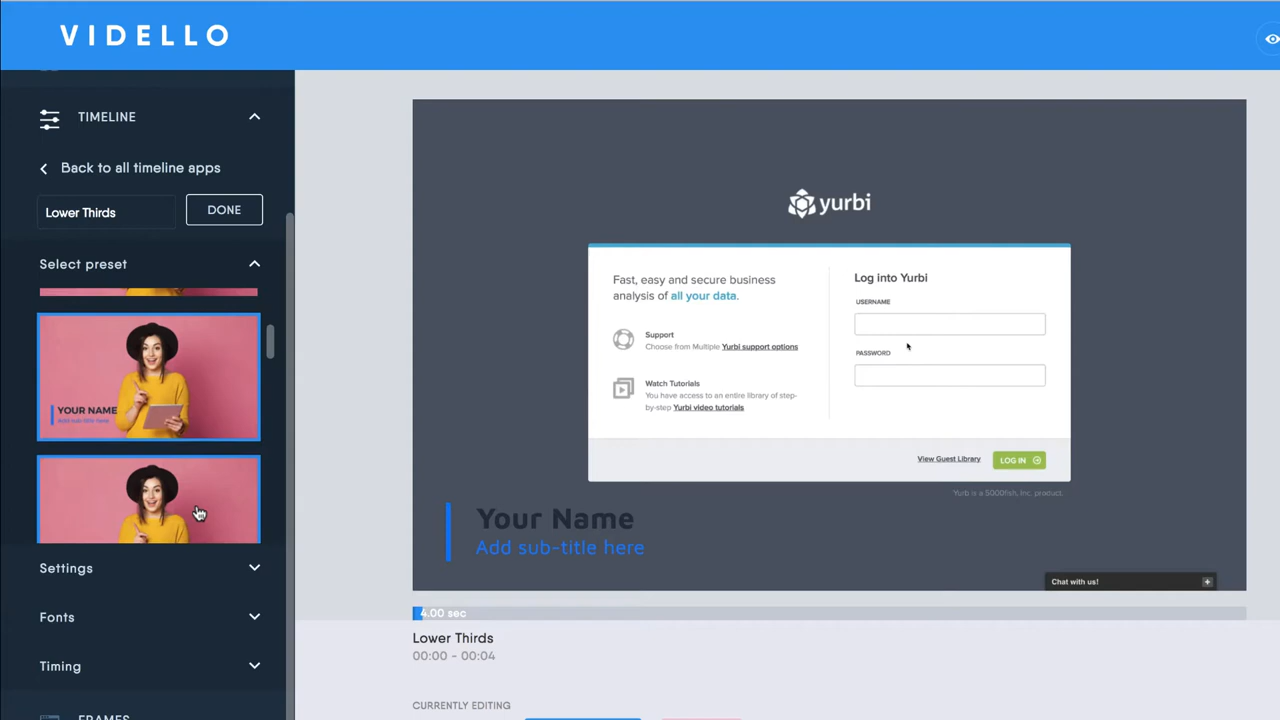 VIDELLO
TIMELINE
Back to all timeline apps
Lower Thirds
DONE
Select preset
YOUR NAME
Add sub-title here
Settings
Fonts
Timing
FRAMES
yurbi
Fast, easy and secure business
analysis of all your data.
Support
Choose from Multiple Yurbi support options
Watch Tutorials
You have access to an entire library of step-
by-step Yurbi video tutorials
Log into Yurbi
USERNAME
PASSWORD
View Guest Library
LOG IN
Yurbi is a 5000fish, Inc. product.
Your Name
Add sub-title here
Chat with us!
4.00 sec
Lower Thirds
00:00 - 00:04
CURRENTLY EDITING